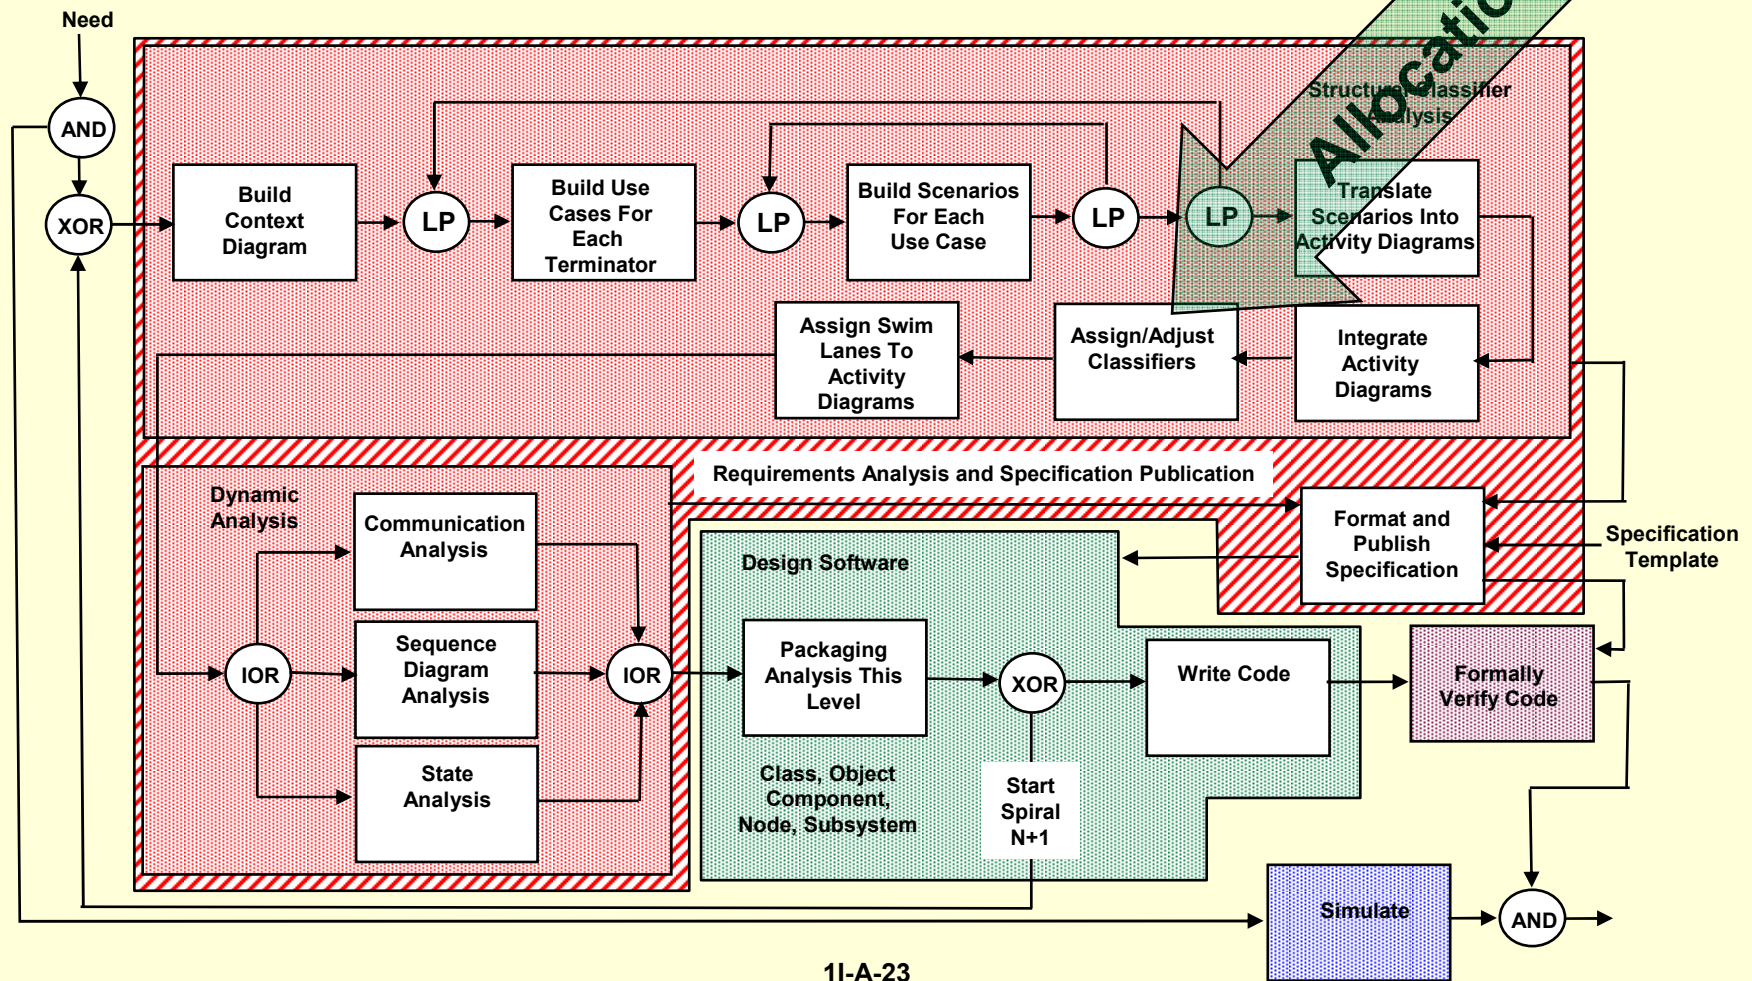 Need
Allocatio
Structural Classifier
Analysis
AND
XOR
Build
Context
Diagram
LP
Build Use
Cases For
Each
Terminator
LP
Build Scenarios
For Each
Use Case
LP
LP
Translate
Scenarios Into
Activity Diagrams
Assign Swim
Lanes To
Activity
Diagrams
Assign/Adjust
Classifiers
Integrate
Activity
Diagrams
Requirements Analysis and Specification Publication
Dynamic
Analysis
Communication
Analysis
Format and
Publish
Specification
Specification
Template
Design Software
IOR
Sequence
Diagram
Analysis
IOR
Packaging
Analysis This
Level
XOR
Write Code
Formally
Verify Code
State
Analysis
Class, Object
Component,
Node, Subsystem
Start
Spiral
N+1
Simulate
AND
1I-A-23